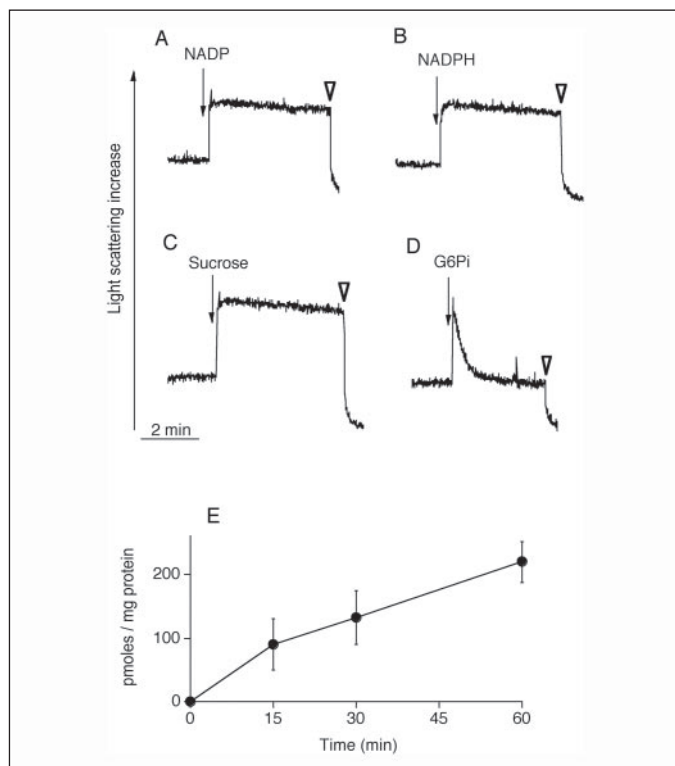 A
NADP
B
NADPH
Light scattering increase
C
Sucrose
D
G6Pi
2 min
E
pmoles / mg protein
200
100
0
0 15 30 45 60
Time (min)